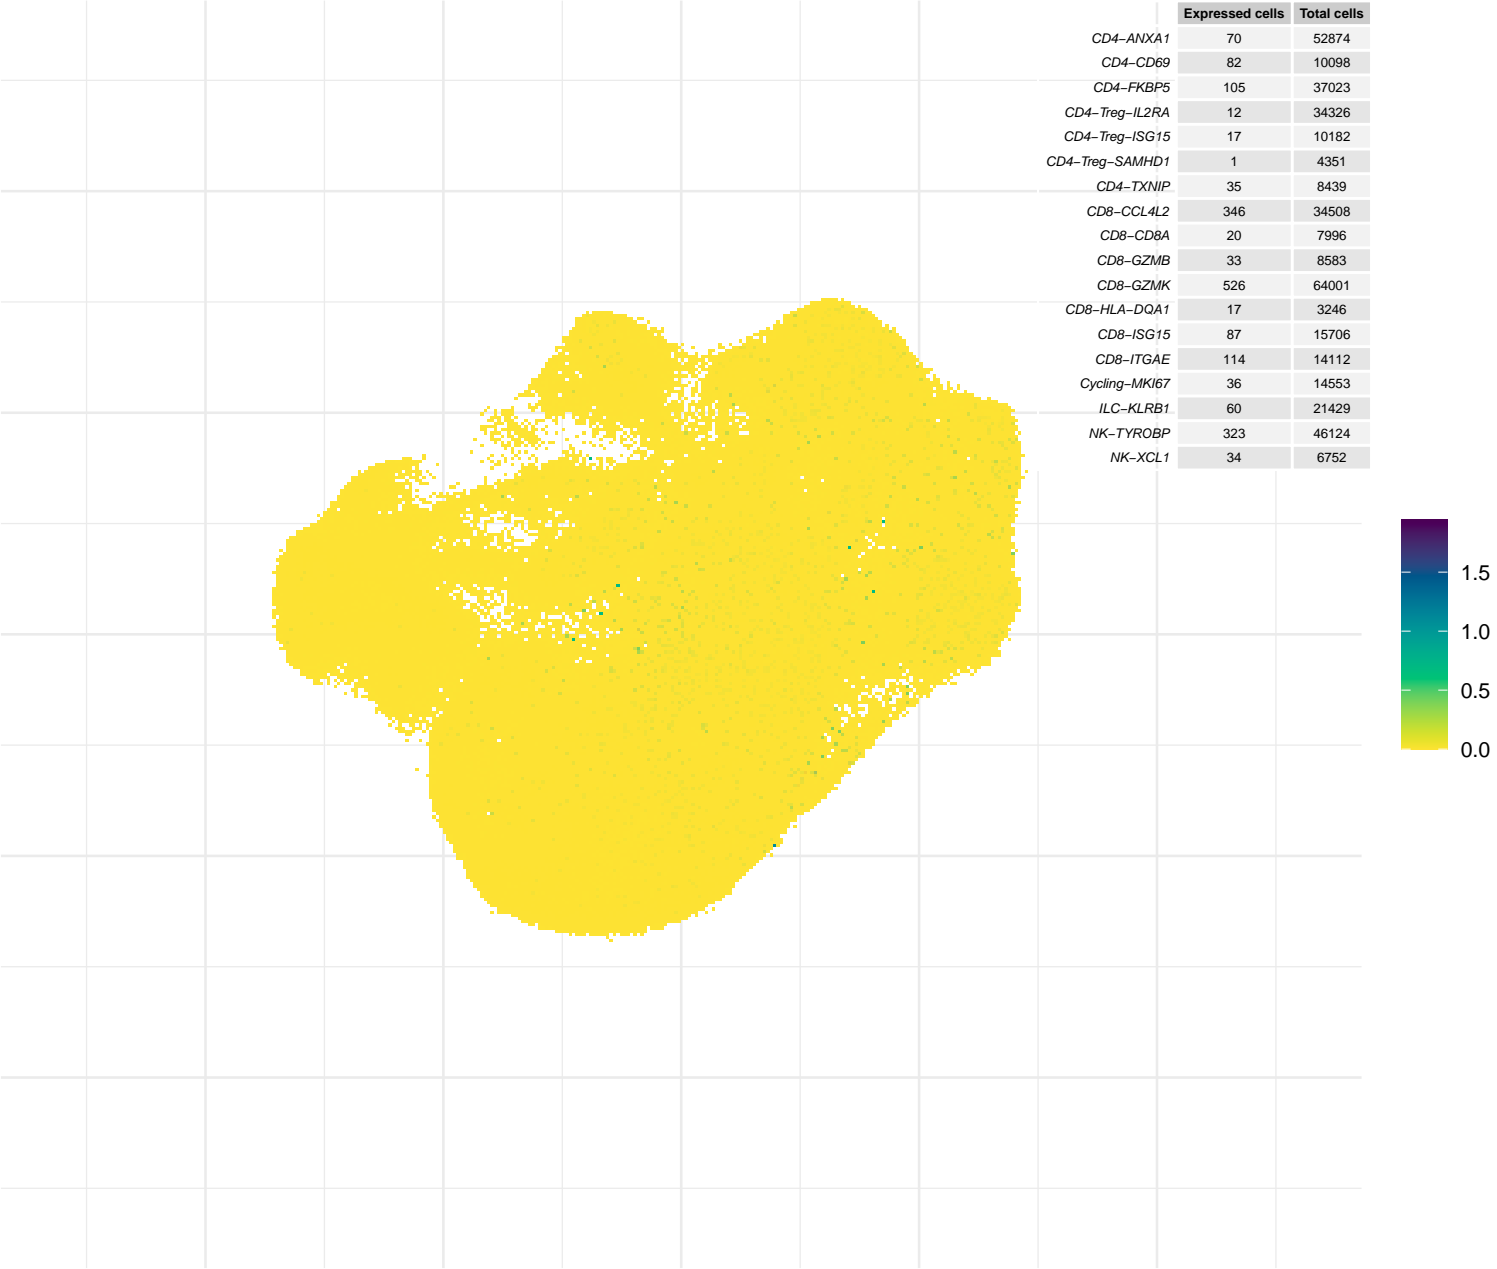 Expressed cells Total cells
CD4−ANXA1 70 52874
CD4−CD69 82 10098
CD4−FKBP5 105 37023
CD4−Treg−IL2RA 12 34326
CD4−Treg−ISG15 17 10182
CD4−Treg−SAMHD1 1 4351
CD4−TXNIP 35 8439
CD8−CCL4L2 346 34508
CD8−CD8A 20 7996
CD8−GZMB 33 8583
CD8−GZMK 526 64001
CD8−HLA−DQA1 17 3246
CD8−ISG15 87 15706
CD8−ITGAE 114 14112
Cycling−MKI67 36 14553
ILC−KLRB1 60 21429
NK−TYROBP 323 46124
NK−XCL1 34 6752
1.5
1.0
0.5
0.0